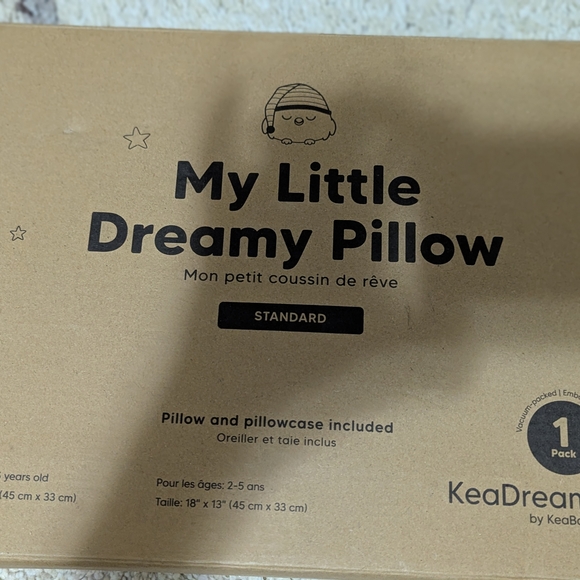 My Little
Dreamy Pillow
Mon petit coussin de rêve
STANDARD
Pillow and pillowcase included
Oreiller et taie inclus
years old
(45 cm x 33 cm)
Pour les âges: 2-5 ans
Taille: 18" x 13" (45 cm x 33 cm)
Vacuum-packed |
1
Pack
by